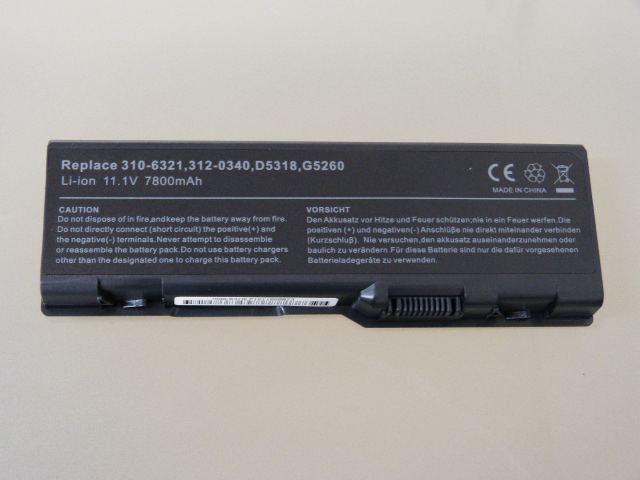 Replace 310-6321,312-0340,D5318,G5260
Li-ion 11.1V 7800mAh
CE
MADE IN CHINA
CAUTION
Do not dispose of in fire,andkeep the battery away from fire.
Do not directly connect (short circuit) the positive(+) and
the negative(-) terminals.Never attempt to disassemble
or reassemble the battery pack.Do not use battery chargers
other than the designated one to charge this battery pack.
VORSICHT
Den Akkusatz vor Hitze und Feuer schützen;nie in ein Feuer werfen.Die
positiven (+) und negativen(-) Anschlüß nie direkt miteinander verbinden
(Kurzschluß). Nie versuchen,den akkusatz auseinanderzunehmen oder
baulich zu verändern.Diesen Akkusatz sind nur die dafür vorgesehen
Batterieladegeräte zu verwenden.